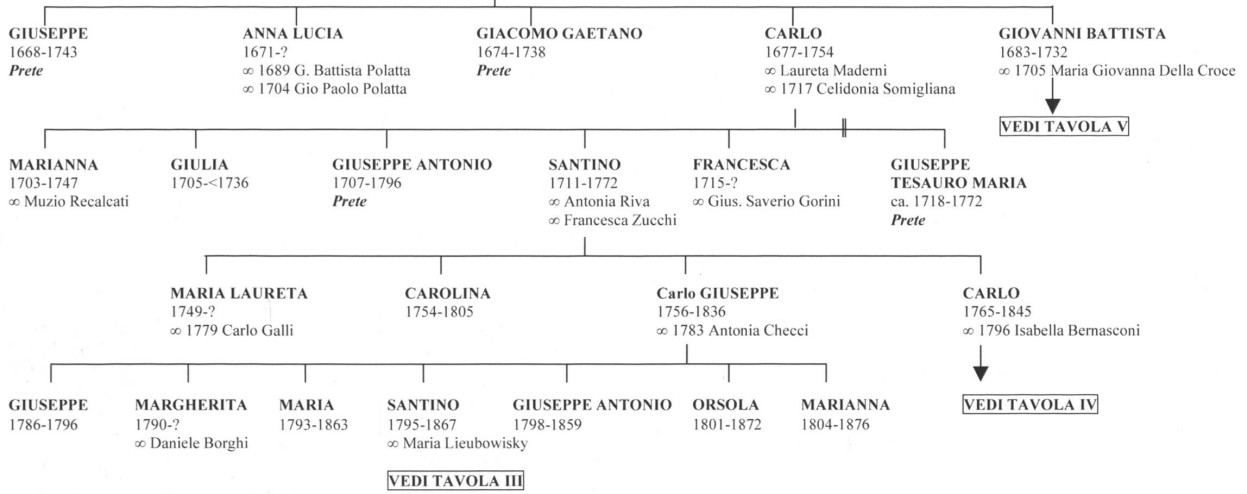 GIUSEPPE
1668-1743
Prete
ANNA LUCIA
1671-?
∞ 1689 G. Battista Polatta
∞ 1704 Gio Paolo Polatta
GIACOMO GAETANO
1674-1738
Prete
CARLO
1677-1754
∞ Laureta Maderni
∞ 1717 Celidonia Somigliana
GIOVANNI BATTISTA
1683-1732
∞ 1705 Maria Giovanna Della Croce
VEDI TAVOLA V
MARIANNA
1703-1747
∞ Muzio Recalcati
GIULIA
1705-<1736
GIUSEPPE ANTONIO
1707-1796
Prete
SANTINO
1711-1772
∞ Antonia Riva
∞ Francesca Zucchi
FRANCESCA
1715-?
∞ Gius. Saverio Gorini
GIUSEPPE
TESAURO MARIA
ca. 1718-1772
Prete
MARIA LAURETA
1749-?
∞ 1779 Carlo Galli
CAROLINA
1754-1805
Carlo GIUSEPPE
1756-1836
∞ 1783 Antonia Checci
CARLO
1765-1845
∞ 1796 Isabella Bernasconi
VEDI TAVOLA IV
GIUSEPPE
1786-1796
MARGHERITA
1790-?
∞ Daniele Borghi
MARIA
1793-1863
SANTINO
1795-1867
∞ Maria Lieubowisky
VEDI TAVOLA III
GIUSEPPE ANTONIO
1798-1859
ORSOLA
1801-1872
MARIANNA
1804-1876